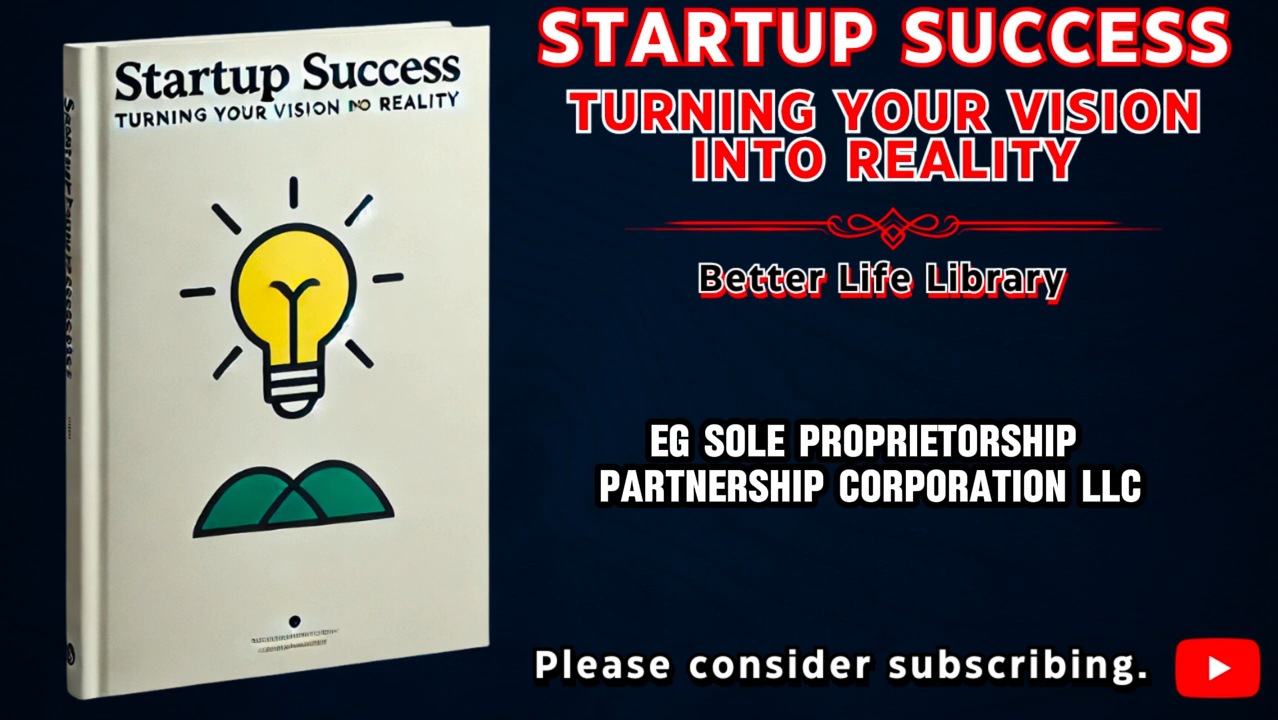 Startup Success
TURNING YOUR VISION NO REALITY
STARTUP SUCCESS
TURNING YOUR VISION
INTO REALITY
Better Life Library
EG SOLE PROPRIETORSHIP
PARTNERSHIP CORPORATION LLC
Please consider subscribing.